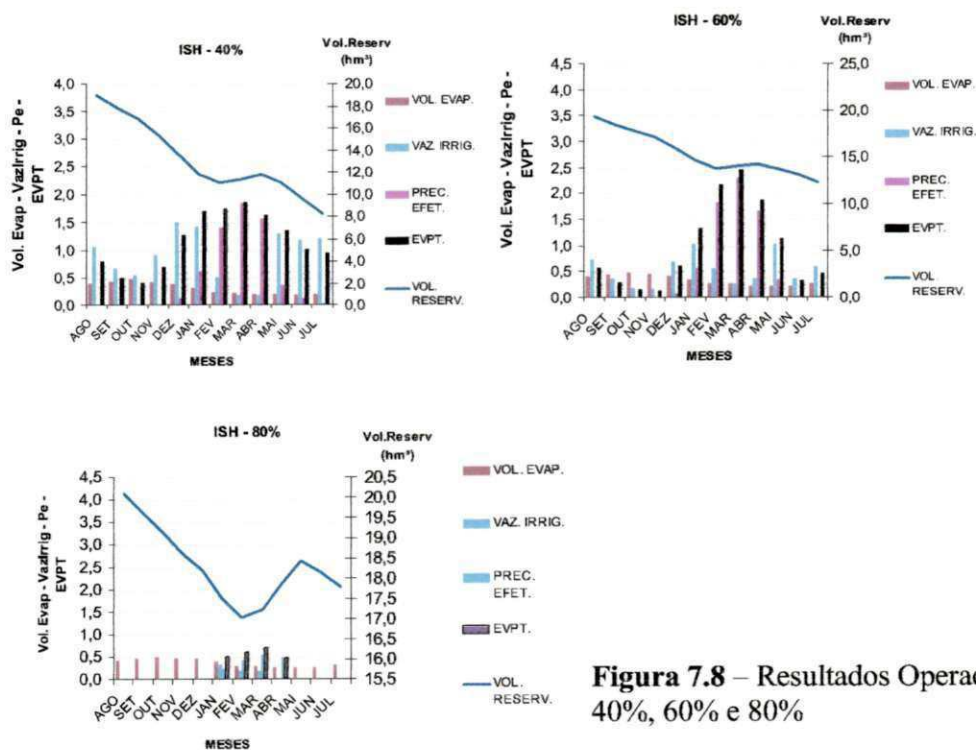 ISH - 40%
Vol.Reserv
(hm³)
Vol. Evap - VazIrrig - Pe -
EVPT
4,0
3,5
3,0
2,5
2,0
1,5
1,0
0,5
0,0
20,0
18,0
16,0
14,0
12,0
10,0
8,0
6,0
4,0
2,0
0,0
AGO
SET
OUT
NOV
DEZ
JAN
FEV
MAR
ABR
MAI
JUN
JUL
MESES
VOL. EVAP.
VAZ. IRRIG.
PREC.
EFET.
EVPT.
VOL.
RESERV.
ISH - 60%
Vol.Reserv
(hm³)
Vol. Evap - VazIrrig - Pe -
EVPT
4,5
4,0
3,5
3,0
2,5
2,0
1,5
1,0
0,5
0,0
25,0
20,0
15,0
10,0
5,0
0,0
AGO
SET
OUT
NOV
DEZ
JAN
FEV
MAR
ABR
MAI
JUN
JUL
MESES
VOL. EVAP.
VAZ. IRRIG.
PREC.
EFET.
EVPT.
VOL.
RESERV.
ISH - 80%
Vol.Reserv
(hm³)
Vol. Evap - VazIrrig - Pe -
EVPT
4,5
4,0
3,5
3,0
2,5
2,0
1,5
1,0
0,5
0,0
20,5
20,0
19,5
19,0
18,5
18,0
17,5
17,0
16,5
16,0
15,5
AGO
SET
OUT
NOV
DEZ
JAN
FEV
MAR
ABR
MAI
JUN
JUL
MESES
VOL. EVAP.
VAZ. IRRIG.
PREC.
EFET.
EVPT.
VOL.
RESERV.
Figura 7.8 – Resultados Operac
40%, 60% e 80%